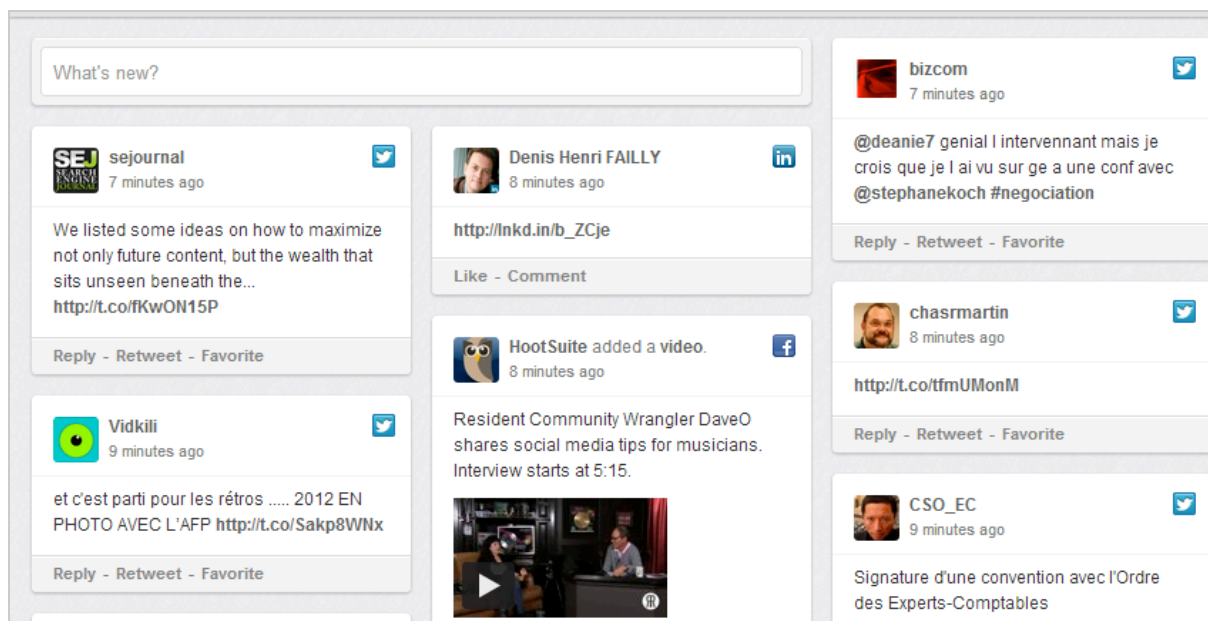 What's new?
SEJ
SEARCH
ENGINE
JOURNAL
sejournal
7 minutes ago
We listed some ideas on how to maximize
not only future content, but the wealth that
sits unseen beneath the...
http://t.co/fKwON15P
Reply - Retweet - Favorite
Vidkili
9 minutes ago
et c'est parti pour les rétros ..... 2012 EN
PHOTO AVEC L'AFP http://t.co/Sakp8WNx
Reply - Retweet - Favorite
Denis Henri FAILLY
in
8 minutes ago
http://lnkd.in/b_ZCje
Like - Comment
HootSuite added a video.
f
8 minutes ago
Resident Community Wrangler DaveO
shares social media tips for musicians.
Interview starts at 5:15.
bizcom
7 minutes ago
@deanie7 genial l intervennant mais je
crois que je l ai vu sur ge a une conf avec
@stephanekoch #negociation
Reply - Retweet - Favorite
chasrmartin
8 minutes ago
http://t.co/tfmUMonM
Reply - Retweet - Favorite
CSO_EC
9 minutes ago
Signature d'une convention avec l'Ordre
des Experts-Comptables